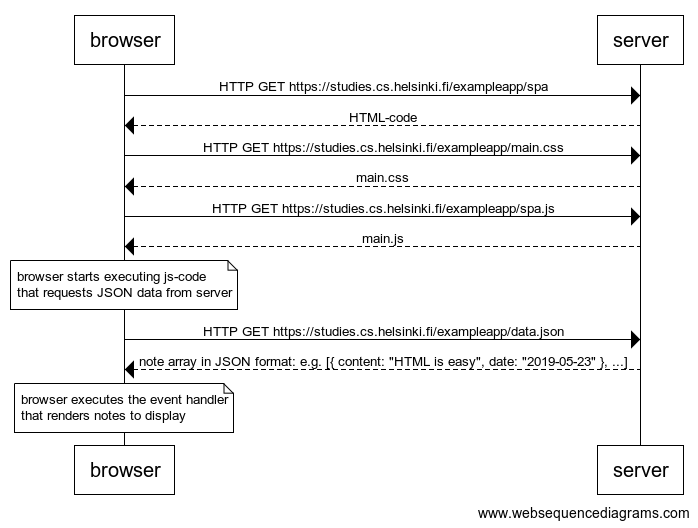 browser
server
HTTP GET https://studies.cs.helsinki.fi/exampleapp/spa
HTML-code
HTTP GET https://studies.cs.helsinki.fi/exampleapp/main.css
main.css
HTTP GET https://studies.cs.helsinki.fi/exampleapp/spa.js
main.js
browser starts executing js-code
that requests JSON data from server
HTTP GET https://studies.cs.helsinki.fi/exampleapp/data.json
note array in JSON format: e.g. [{ content: "HTML is easy", date: "2019-05-23" }, ...]
browser executes the event handler
that renders notes to display
browser
server
www.websequencediagrams.com